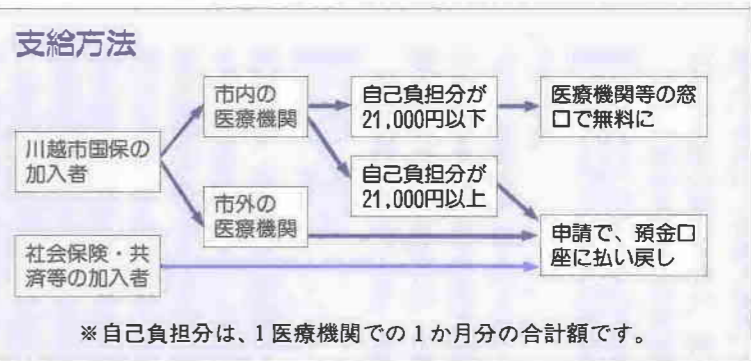 支給方法
川越市国保の
加入者
市内の
医療機関
自己負担分が
21,000円以下
医療機関等の窓
口で無料に
自己負担分が
21,000円以上
市外の
医療機関
申請で、預金口
座に払い戻し
社会保険・共
済等の加入者
※自己負担分は、1医療機関での1か月分の合計額です。